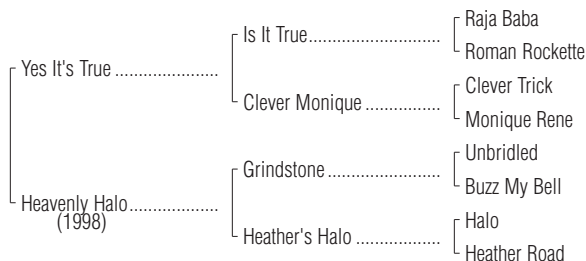 Raja Baba
Is It True
Roman Rockette
Yes It's True
Clever Trick
Clever Monique
Monique Rene
Unbridled
Grindstone
Buzz My Bell
Heavenly Halo
(1998)
Halo
Heather's Halo
Heather Road